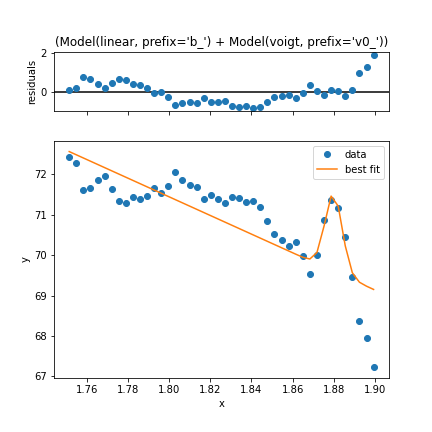 (Model(linear, prefix='b_') + Model(voigt, prefix='v0_'))
2
0
residuals
data
best fit
72
71
70
69
68
67
y
1.76 1.78 1.80 1.82 1.84 1.86 1.88 1.90
x